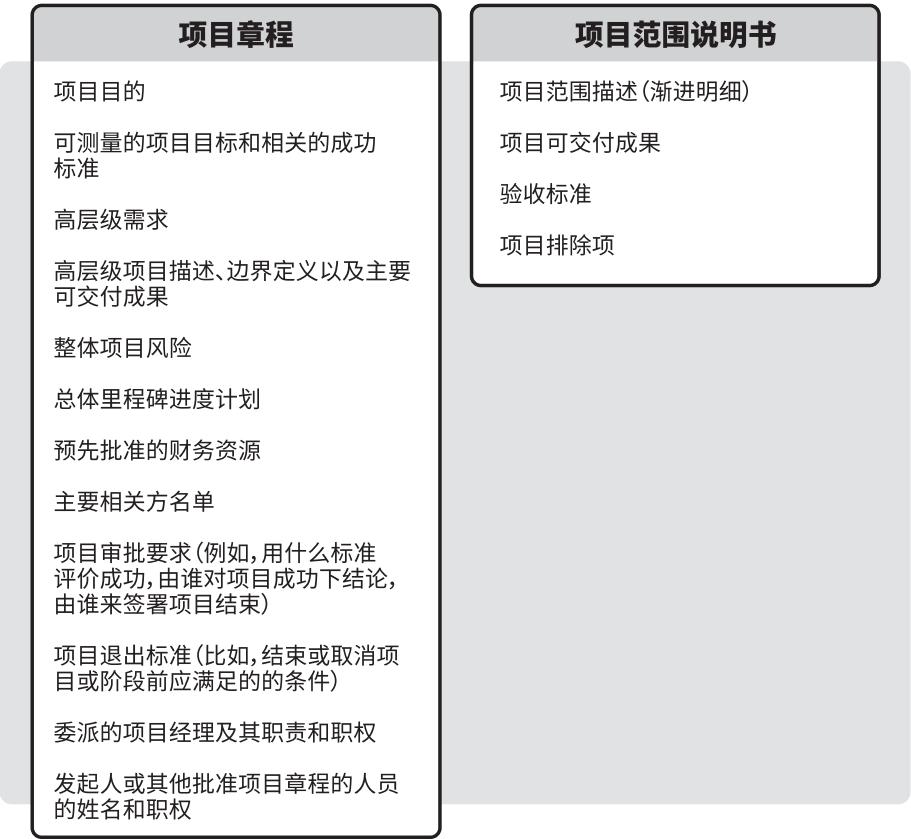 项目章程
项目目的
可测量的项目目标和相关的成功
标准
高层级需求
高层级项目描述、边界定义以及主要
可交付成果
整体项目风险
总体里程碑进度计划
预先批准的财务资源
主要相关方名单
项目审批要求（例如，用什么标准
评价成功，由谁对项目成功下结论，
由谁来签署项目结束）
项目退出标准（比如，结束或取消项
目或阶段前应满足的的条件）
委派的项目经理及其职责和职权
发起人或其他批准项目章程的人员
的姓名和职权
项目范围说明书
项目范围描述（渐进明细）
项目可交付成果
验收标准
项目排除项